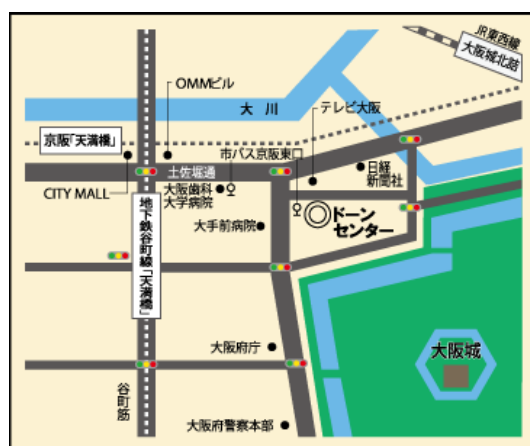 JR東西線
大阪城北詰
OMMビル
大川
テレビ大阪
京阪「天満橋」
市バス京阪東口
土佐堀通
日経
新聞社
CITY MALL
大阪歯科
大学病院
地下鉄谷町線「天満橋」
ドーン
センター
大手前病院
大阪府庁
大阪城
谷町筋
大阪府警察本部